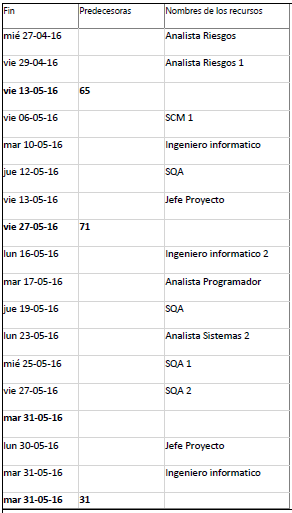 Fin Predecesoras Nombres de los recursos
mié 27-04-16 Analista Riesgos
vie 29-04-16 Analista Riesgos 1
vie 13-05-16 65
vie 06-05-16 SCM 1
mar 10-05-16 Ingeniero informatico
jue 12-05-16 SQA
vie 13-05-16 Jefe Proyecto
vie 27-05-16 71
lun 16-05-16 Ingeniero informatico 2
mar 17-05-16 Analista Programador
jue 19-05-16 SQA
lun 23-05-16 Analista Sistemas 2
mié 25-05-16 SQA 1
vie 27-05-16 SQA 2
mar 31-05-16
lun 30-05-16 Jefe Proyecto
mar 31-05-16 Ingeniero informatico
mar 31-05-16 31